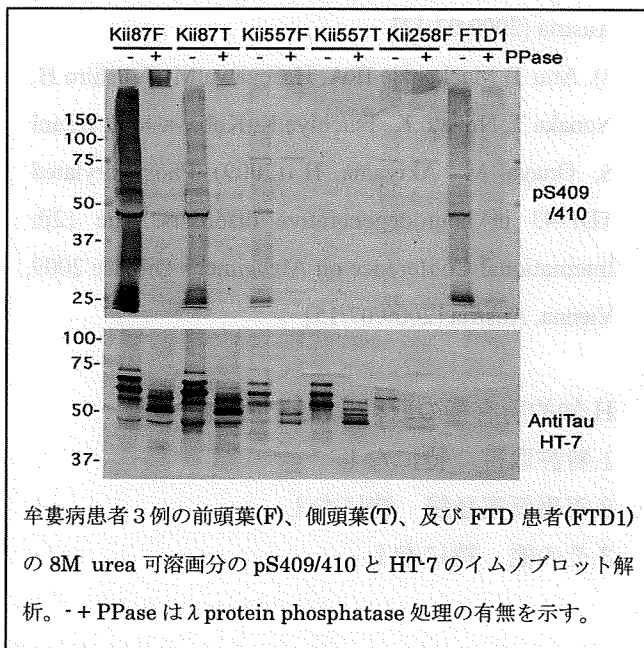 Kii87F Kii87T Kii557F Kii557T Kii258F FTD1
- + - + - + - + - + - + PPase
150-
100-
75-
50-
37-
25-
pS409
/410
100-
75-
50-
37-
AntiTau
HT-7
牟婁病患者3例の前頭葉(F)、側頭葉(T)、及び FTD 患者(FTD1)
の 8M urea 可溶画分の pS409/410 と HT-7 のイムノブロット解
析。- + PPase は λ protein phosphatase 処理の有無を示す。